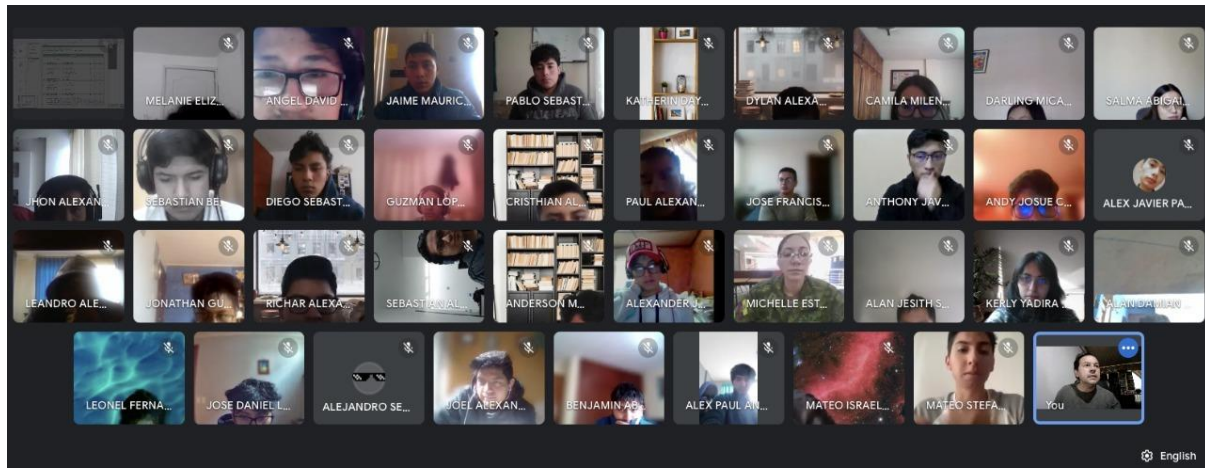 MELANIE ELIZ...
ANGEL DAVID ...
JAIME MAURIC...
PABLO SEBAST...
KATHERIN DAY...
DYLAN ALEXA...
CAMILA MILEN...
DARLING MICA...
SALMA ABIGAI...
JHON ALEXAN...
SEBASTIAN BE...
DIEGO SEBAST...
GUZMAN LOP...
CRISTHIAN AL...
PAUL ALEXAN...
JOSE FRANCIS...
ANTHONY JAV...
ANDY JOSUE C...
ALEX JAVIER PA...
LEANDRO ALE...
JONATHAN GU...
RICHAR ALEXA...
SEBASTIAN AL...
ANDERSON M...
ALEXANDER J...
MICHELLE EST...
ALAN JESITH S...
KERLY YADIRA ...
ALAN DAMIAN ...
LEONEL FERNA...
JOSE DANIEL L...
ALEJANDRO SE...
JOEL ALEXAN...
BENJAMIN AB...
ALEX PAUL AN...
MATEO ISRAEL...
MATEO STEFA...
You
English